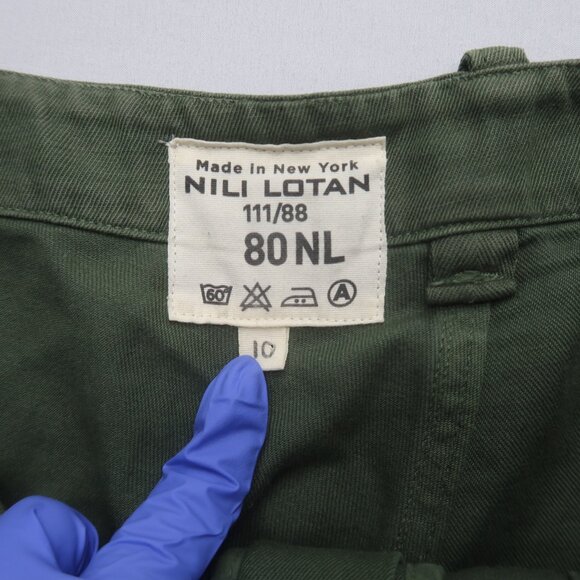 Made in New York
NILI LOTAN
111/88
80 NL
60 A
10